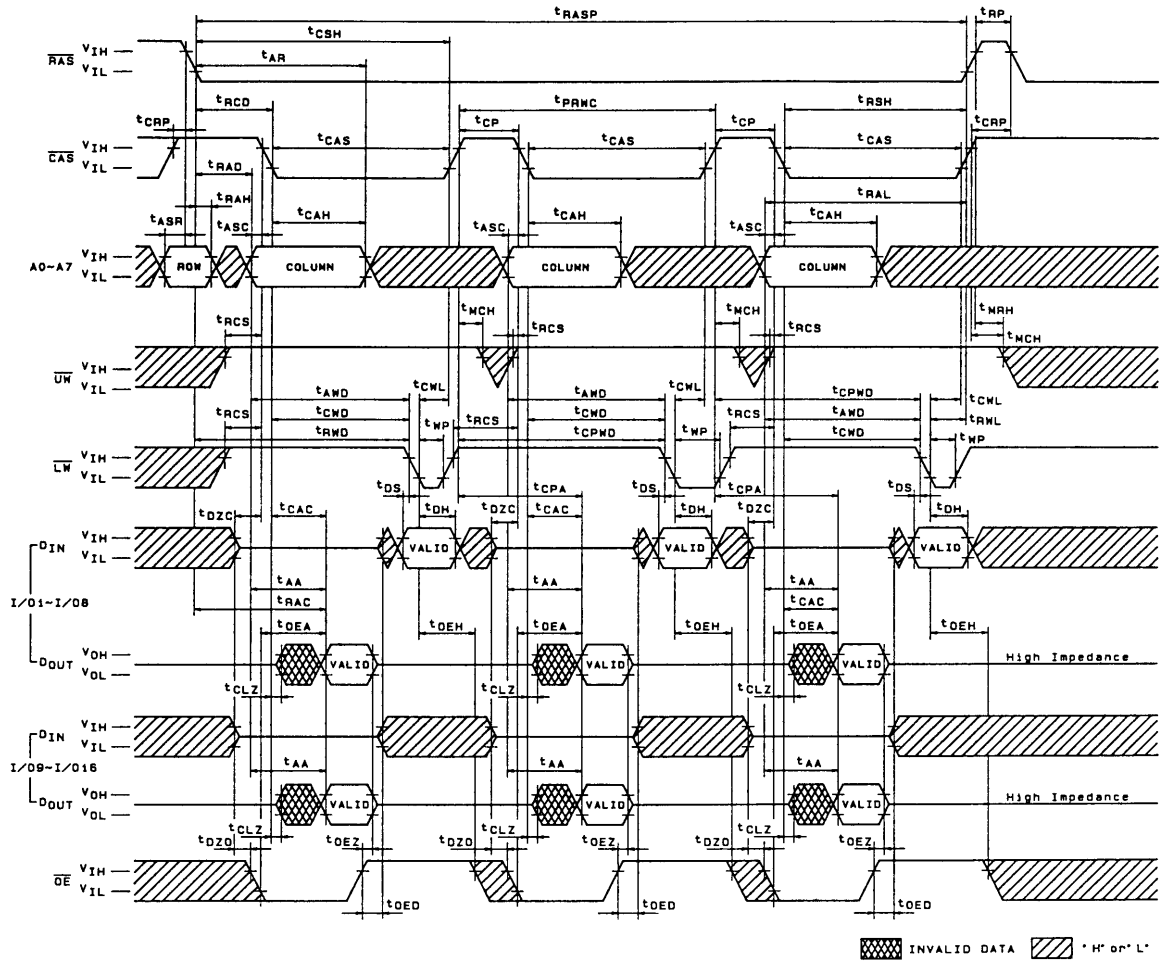 tRASP tRP
tCSH
RAS VIH
VIL
tAR
tRCD tPRWC tRSH
tCRP tCP tCP tCRP
CAS VIH
VIL
tCAS tCAS tCAS
tRAD tRAL
tRAH tCAH tCAH tCAH
tASR tASC tASC tASC
A0~A7 VIH
VIL
ROW COLUMN COLUMN COLUMN
tRCS tMCH tRCS tMCH tRCS tMRH
tMCH
UW VIH
VIL
tAWD tCWL tAWD tCWL tCPWD tCWL
tRCS tCWD tRCS tCWD tRCS tAWD tRWL
tRWD tWP tCPWD tWP tCWD tWP
LW VIH
VIL
tDS tCPA tDS tCPA tDS
tDZC tCAC tDH tDZC tCAC tDH tDZC tDH
DIN VIH
VIL
VALID VALID VALID
I/O1~I/O8
tAA tAA tAA
tRAC tCAC
tOEA tOEH tOEA tOEH tOEA tOEH
DOUT VOH
VOL
VALID VALID VALID High Impedance
tCLZ tCLZ tCLZ
DIN VIH
VIL
I/O9~I/O16
tAA tAA tAA
DOUT VOH
VOL
VALID VALID VALID High Impedance
tCLZ tCLZ tCLZ
tDZO tOEZ tDZO tOEZ tDZO tOEZ
OE VIH
VIL
tOED tOED tOED
INVALID DATA "H" or "L"